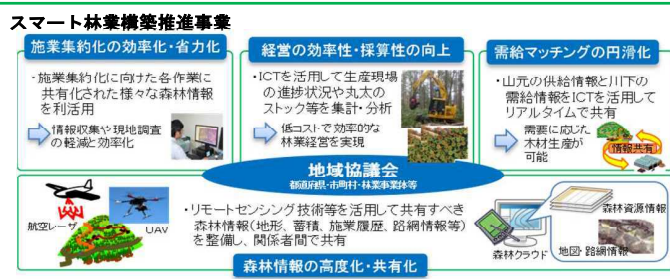 スマート林業構築推進事業
施業集約化の効率化・省力化
・施業集約化に向けた各作業に
共有化された様々な森林情報
を利活用
情報収集や現地調査
の軽減と効率化
経営の効率性・採算性の向上
・ICTを活用して生産現場
の進捗状況や丸太の
ストック等を集計・分析
低コストで効率的な
林業経営を実現
需給マッチングの円滑化
・山元の供給情報と川下の
需給情報をICTを活用して
リアルタイムで共有
需要に応じた
木材生産が
可能
情報共有
地域協議会
都道府県・市町村・林業事業体等
航空レーザ
UAV
・リモートセンシング技術等を活用して共有すべき
森林情報(地形、蓄積、施業履歴、路網情報等)
を整備し、関係者間で共有
森林クラウド
森林資源情報
地図・路網情報
森林情報の高度化・共有化